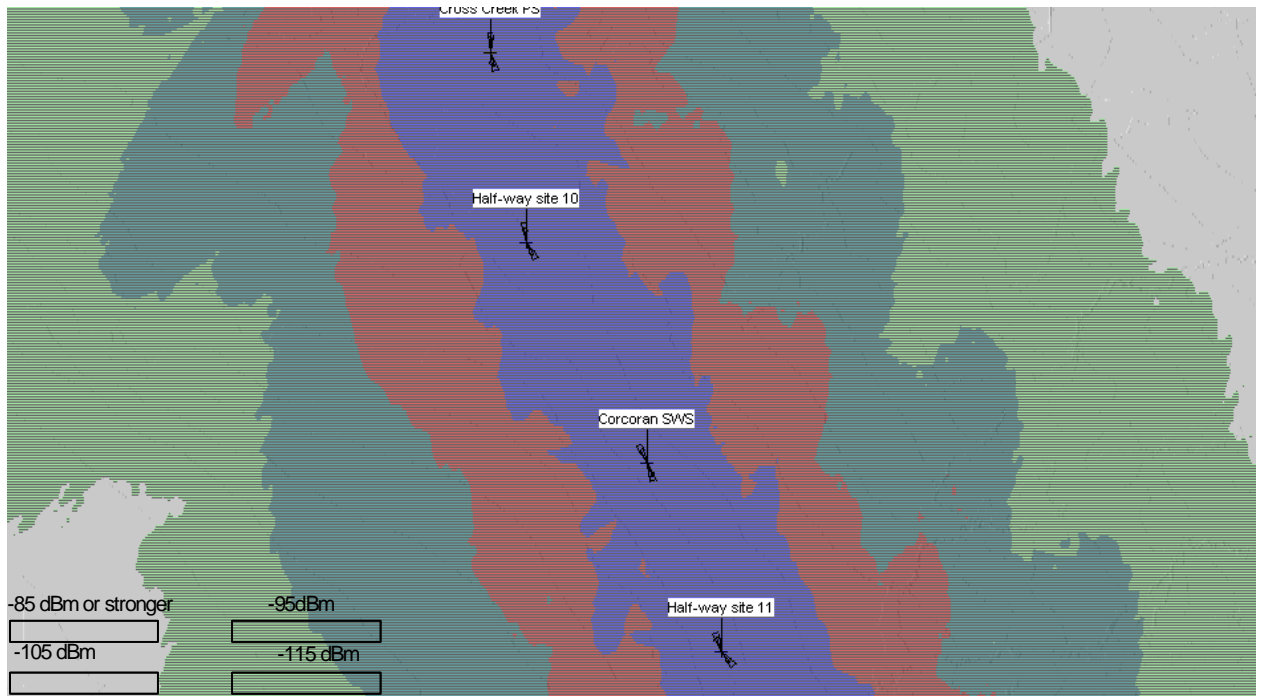 Cross Creek PS
Half-way site 10
Corcoran SWS
Half-way site 11
-85 dBm or stronger
-95dBm
-105 dBm
-115 dBm